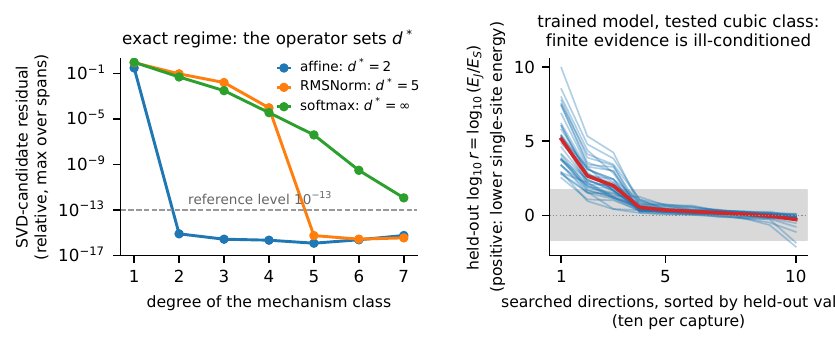 exact regime: the operator sets d*
SVD-candidate residual
(relative, max over spans)
10⁻¹
10⁻⁵
10⁻⁹
10⁻¹³
10⁻¹⁷
affine: d* = 2
RMSNorm: d* = 5
softmax: d* = ∞
reference level 10⁻¹³
1 2 3 4 5 6 7
degree of the mechanism class
trained model, tested cubic class:
finite evidence is ill-conditioned
held-out log₁₀ r = log₁₀ (E_J/E_S)
(positive: lower single-site energy)
10
5
0
1 5 10
searched directions, sorted by held-out val
(ten per capture)